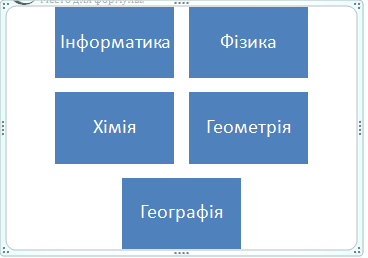 Інформатика
Фізика
Хімія
Геометрія
Географія